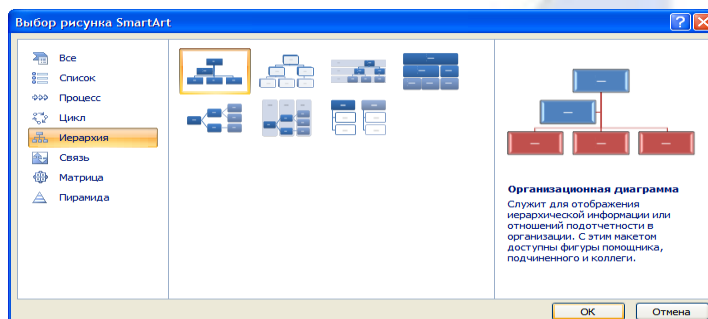 Выбор рисунка SmartArt
Все
Список
Процесс
Цикл
Иерархия
Связь
Матрица
Пирамида
Организационная диаграмма
Служит для отображения
иерархической информации или
отношений подотчетности в
организации. С этим макетом
доступны фигуры помощника,
подчиненного и коллеги.
ОК
Отмена